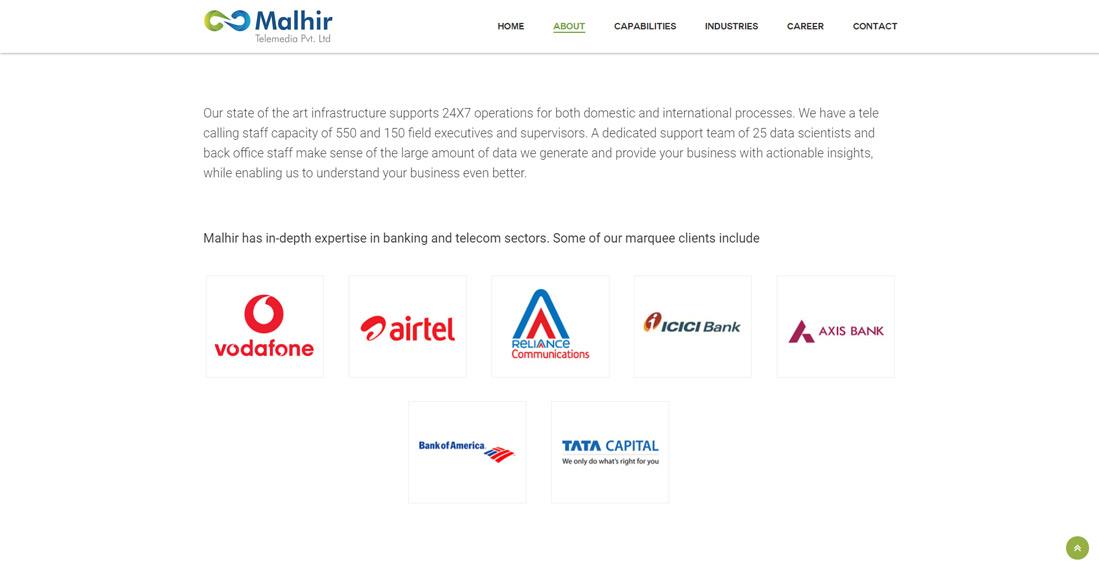 Malhir
Telemedia Pvt. Ltd
HOME ABOUT CAPABILITIES INDUSTRIES CAREER CONTACT
Our state of the art infrastructure supports 24X7 operations for both domestic and international processes. We have a tele
calling staff capacity of 550 and 150 field executives and supervisors. A dedicated support team of 25 data scientists and
back office staff make sense of the large amount of data we generate and provide your business with actionable insights,
while enabling us to understand your business even better.
Malhir has in-depth expertise in banking and telecom sectors. Some of our marquee clients include
vodafone
airtel
RELIANCE
Communications
ICICI Bank
AXIS BANK
Bank of America
TATA CAPITAL
We only do what's right for you